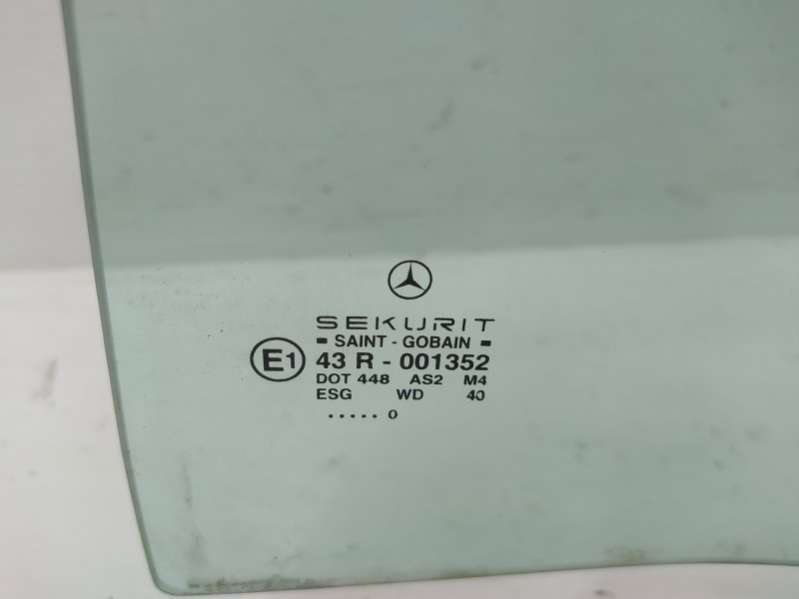 SEKURIT
SAINT - GOBAIN
E1 43 R - 001352
DOT 448 AS2 M4
ESG WD 40
..... 0